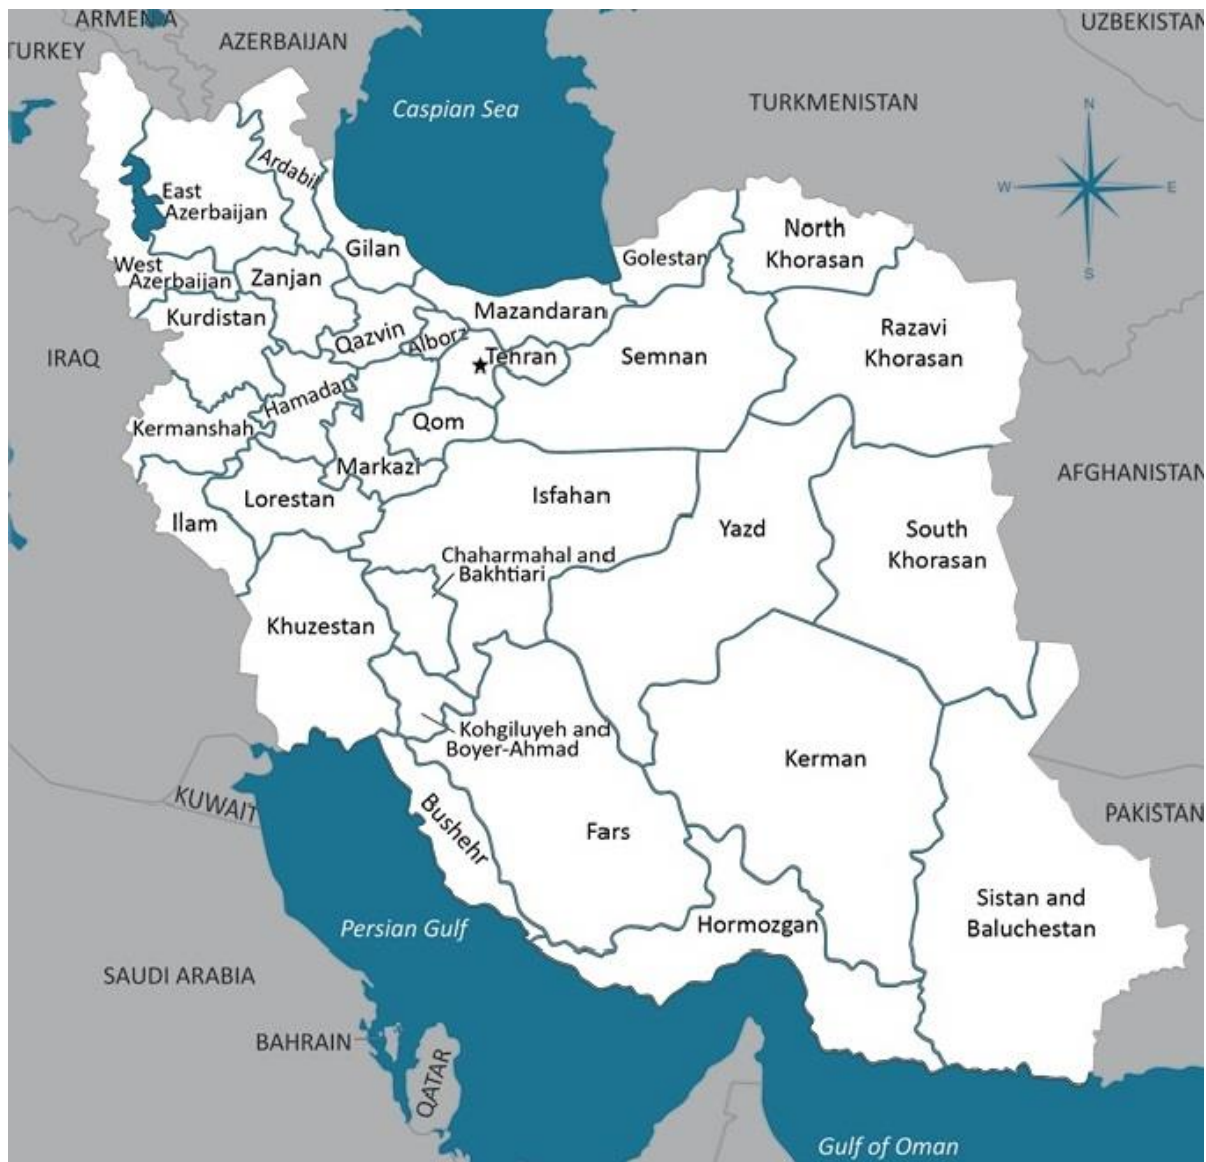 ARMENIA
UZBEKISTAN
TURKEY
AZERBAIJAN
Caspian Sea
TURKMENISTAN
N
W
E
S
Ardabil
East
Azerbaijan
North
Khorasan
Gilan
Golestan
West
Azerbaijan
Zanjan
Mazandaran
Kurdistan
Qazvin
Alborz
Razavi
Khorasan
IRAQ
Tehran
Semnan
Hamadan
Kermanshah
Qom
Markazi
AFGHANISTAN
Lorestan
Isfahan
Ilam
Yazd
South
Khorasan
Chaharmahal and
Bakhtiari
Khuzestan
Kohgiluyeh and
Boyer-Ahmad
Kerman
KUWAIT
Bushehr
Fars
PAKISTAN
Sistan and
Baluchestan
Hormozgan
Persian Gulf
SAUDI ARABIA
BAHRAIN
QATAR
Gulf of Oman